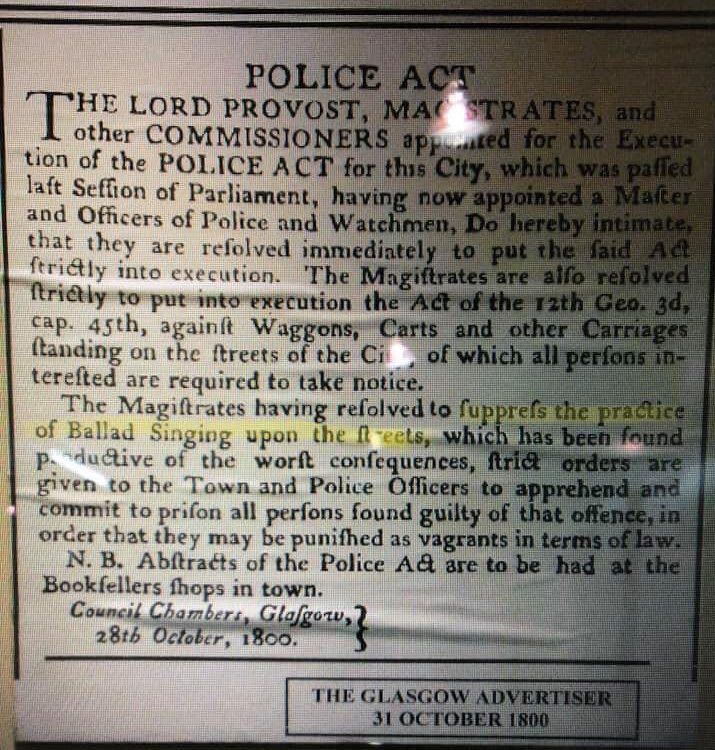 POLICE ACT
THE LORD PROVOST, MAGISTRATES, and
other COMMISSIONERS appointed for the Execu-
tion of the POLICE ACT for this City, which was paſſed
laſt Seſſion of Parliament, having now appointed a Maſter
and Officers of Police and Watchmen, Do hereby intimate,
that they are reſolved immediately to put the ſaid Act
ſtrictly into execution. The Magiſtrates are alſo reſolved
ſtrictly to put into execution the Act of the 12th Geo. 3d,
cap. 45th, againſt Waggons, Carts and other Carriages
ſtanding on the ſtreets of the City, of which all perſons in-
tereſted are required to take notice.
The Magiſtrates having reſolved to ſuppreſs the practice
of Ballad Singing upon the ſtreets, which has been found
productive of the worſt conſequences, ſtrict orders are
given to the Town and Police Officers to apprehend and
commit to priſon all perſons found guilty of that offence, in
order that they may be puniſhed as vagrants in terms of law.
N. B. Abſtracts of the Police Act are to be had at the
Bookſellers ſhops in town.
Council Chambers, Glaſgow,}
28th October, 1800.
THE GLASGOW ADVERTISER
31 OCTOBER 1800